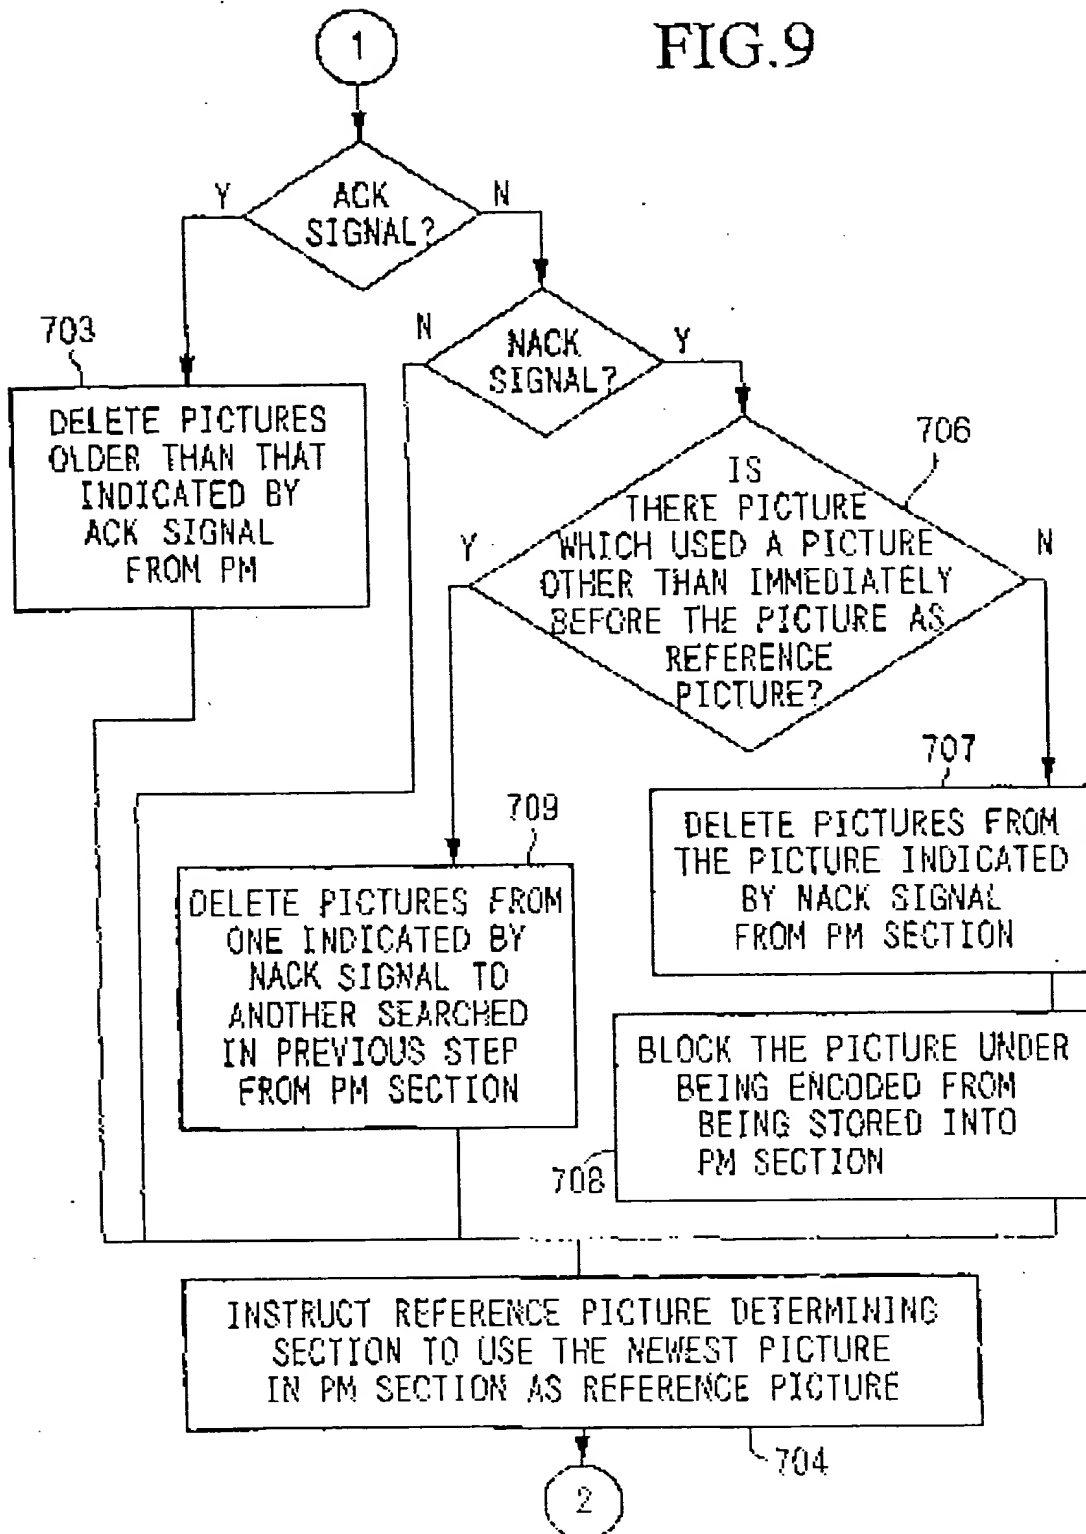 FIG.9
1
ACK
SIGNAL?
Y
N
NACK
SIGNAL?
N
Y
703
DELETE PICTURES
OLDER THAN THAT
INDICATED BY
ACK SIGNAL
FROM PM
706
IS
THERE PICTURE
WHICH USED A PICTURE
OTHER THAN IMMEDIATELY
BEFORE THE PICTURE AS
REFERENCE
PICTURE?
Y
N
709
DELETE PICTURES FROM
ONE INDICATED BY
NACK SIGNAL TO
ANOTHER SEARCHED
IN PREVIOUS STEP
FROM PM SECTION
707
DELETE PICTURES FROM
THE PICTURE INDICATED
BY NACK SIGNAL
FROM PM SECTION
BLOCK THE PICTURE UNDER
BEING ENCODED FROM
BEING STORED INTO
PM SECTION
708
INSTRUCT REFERENCE PICTURE DETERMINING
SECTION TO USE THE NEWEST PICTURE
IN PM SECTION AS REFERENCE PICTURE
704
2